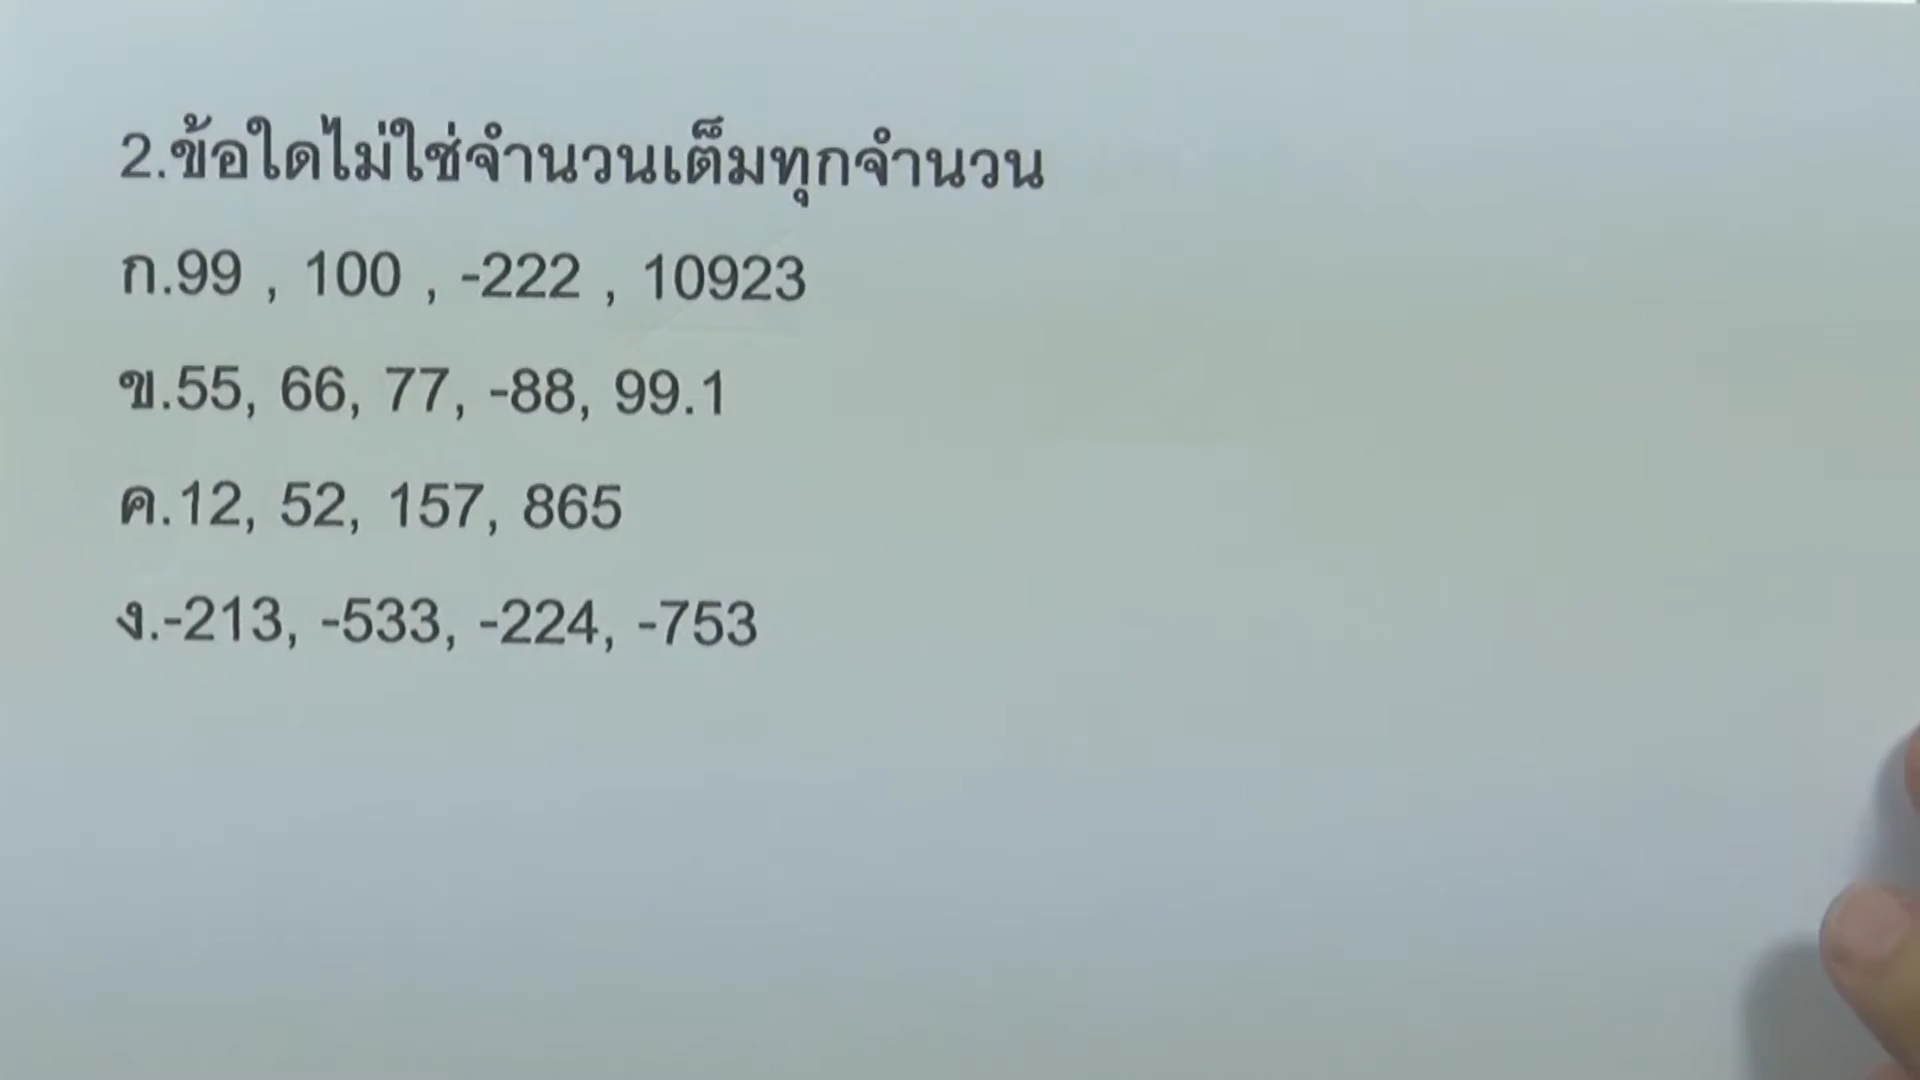 2.ข้อใดไม่ใช่จำนวนเต็มทุกจำนวน
ก.99 , 100 , -222 , 10923
ข.55, 66, 77, -88, 99.1
ค.12, 52, 157, 865
ง.-213, -533, -224, -753